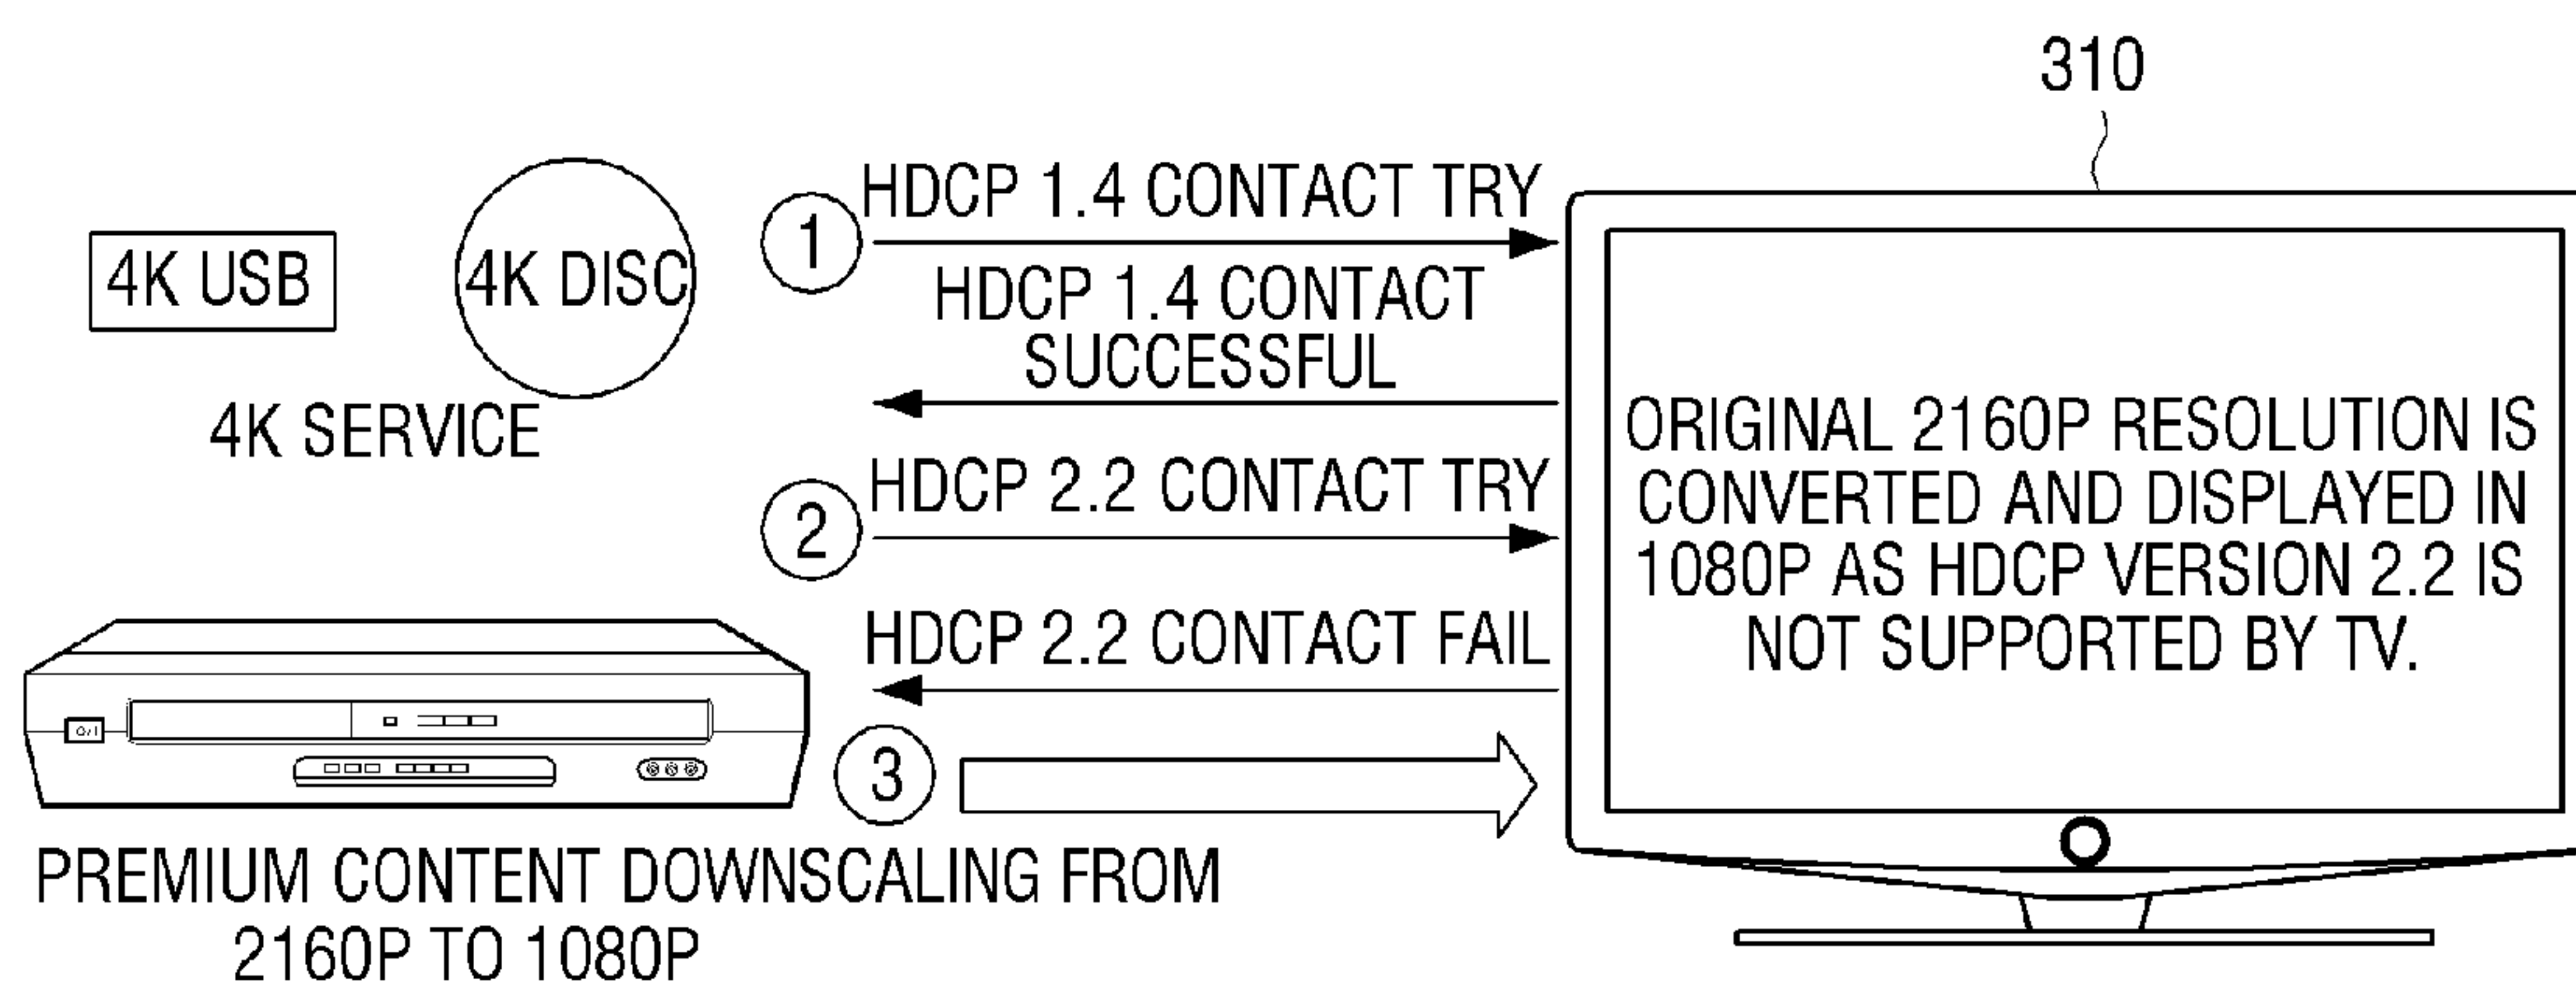 310
4K USB
4K DISC
4K SERVICE
1
HDCP 1.4 CONTACT TRY
HDCP 1.4 CONTACT
SUCCESSFUL
2
HDCP 2.2 CONTACT TRY
HDCP 2.2 CONTACT FAIL
3
O/I
PREMIUM CONTENT DOWNSCALING FROM
2160P TO 1080P
ORIGINAL 2160P RESOLUTION IS
CONVERTED AND DISPLAYED IN
1080P AS HDCP VERSION 2.2 IS
NOT SUPPORTED BY TV.